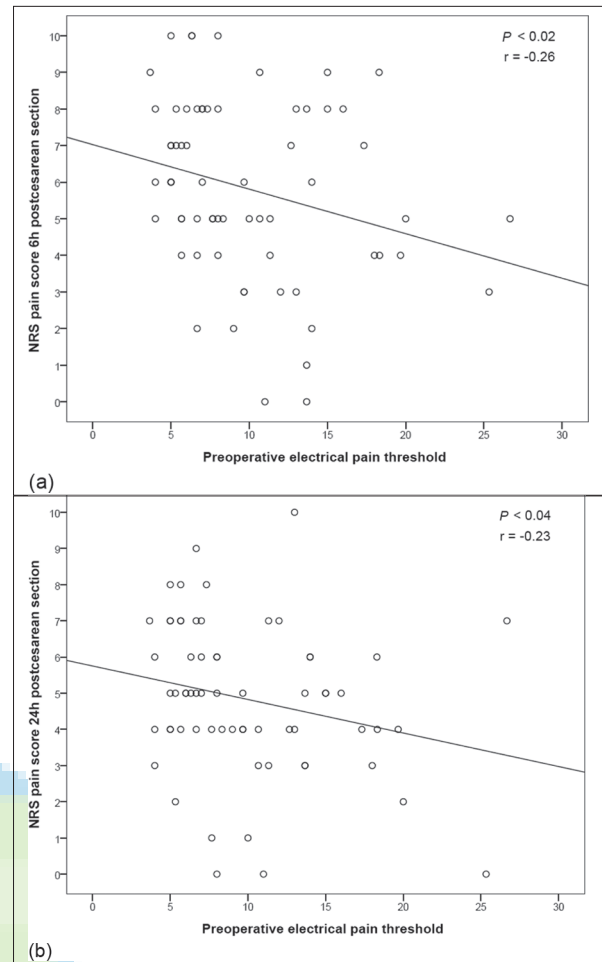 P < 0.02
r = -0.26
NRS pain score 6h postcesarean section
10
9
8
7
6
5
4
3
2
1
0
0 5 10 15 20 25 30
Preoperative electrical pain threshold
(a)
P < 0.04
r = -0.23
NRS pain score 24h postcesarean section
10
9
8
7
6
5
4
3
2
1
0
0 5 10 15 20 25 30
Preoperative electrical pain threshold
(b)